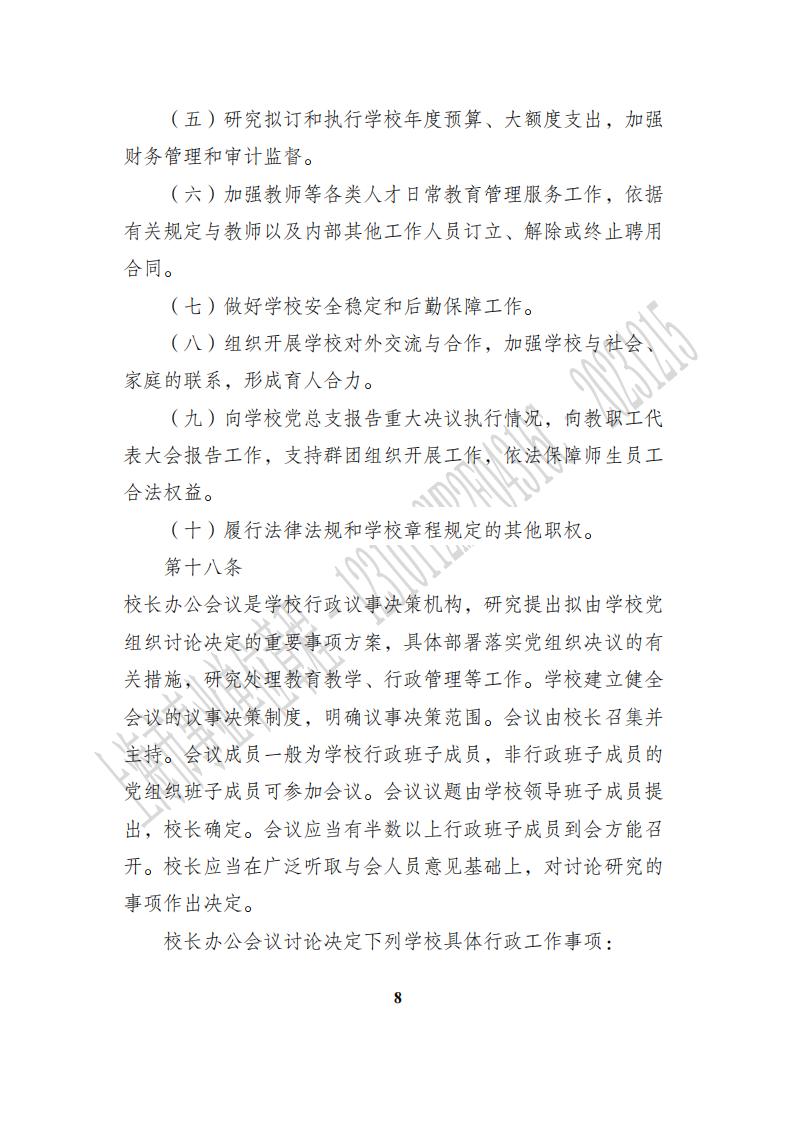 （五）研究拟订和执行学校年度预算、大额度支出，加强
财务管理和审计监督。
（六）加强教师等各类人才日常教育管理服务工作，依据
有关规定与教师以及内部其他工作人员订立、解除或终止聘用
合同。
（七）做好学校安全稳定和后勤保障工作。
（八）组织开展学校对外交流与合作，加强学校与社会、
家庭的联系，形成育人合力。
（九）向学校党总支报告重大决议执行情况，向教职工代
表大会报告工作，支持群团组织开展工作，依法保障师生员工
合法权益。
（十）履行法律法规和学校章程规定的其他职权。
第十八条
校长办公会议是学校行政议事决策机构，研究提出拟由学校党
组织讨论决定的重要事项方案，具体部署落实党组织决议的有
关措施，研究处理教育教学、行政管理等工作。学校建立健全
会议的议事决策制度，明确议事决策范围。会议由校长召集并
主持。会议成员一般为学校行政班子成员，非行政班子成员的
党组织班子成员可参加会议。会议议题由学校领导班子成员提
出，校长确定。会议应当有半数以上行政班子成员到会方能召
开。校长应当在广泛听取与会人员意见基础上，对讨论研究的
事项作出决定。
校长办公会议讨论决定下列学校具体行政工作事项：
8
20231215